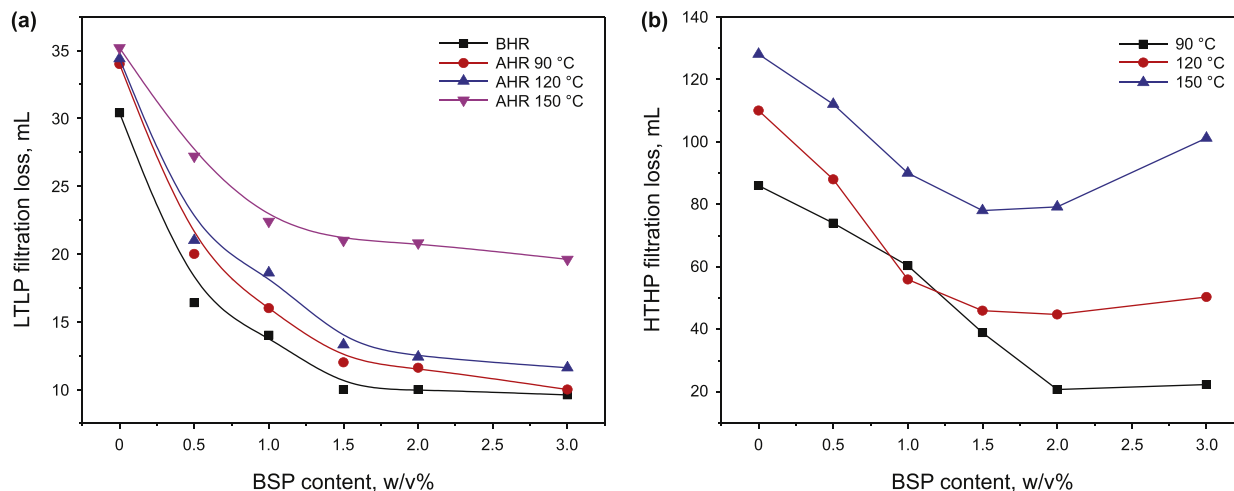 (a)
LTLP filtration loss, mL
35
30
25
20
15
10
BHR
AHR 90 °C
AHR 120 °C
AHR 150 °C
0 0.5 1.0 1.5 2.0 2.5 3.0
BSP content, w/v%
(b)
HTHP filtration loss, mL
140
120
100
80
60
40
20
90 °C
120 °C
150 °C
0 0.5 1.0 1.5 2.0 2.5 3.0
BSP content, w/v%